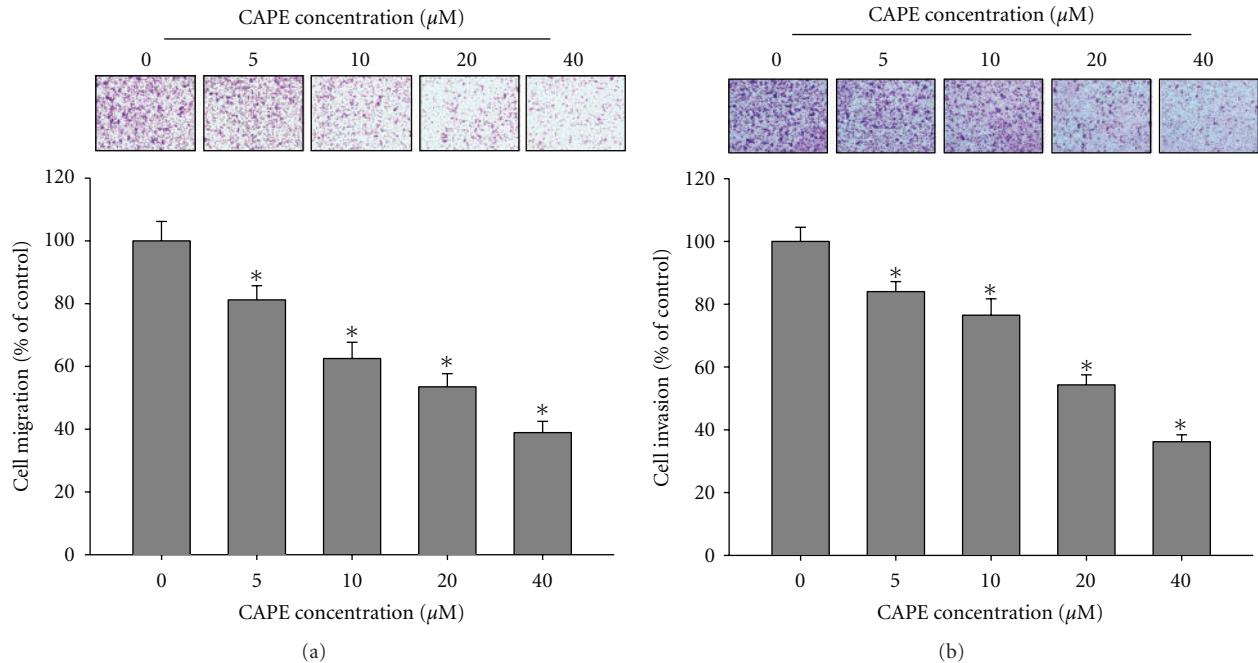 CAPE concentration (μM)
0 5 10 20 40
120
100
80
60
40
20
0
Cell migration (% of control)
* * * *
0 5 10 20 40
CAPE concentration (μM)
(a)
CAPE concentration (μM)
0 5 10 20 40
120
100
80
60
40
20
0
Cell invasion (% of control)
* * * *
0 5 10 20 40
CAPE concentration (μM)
(b)